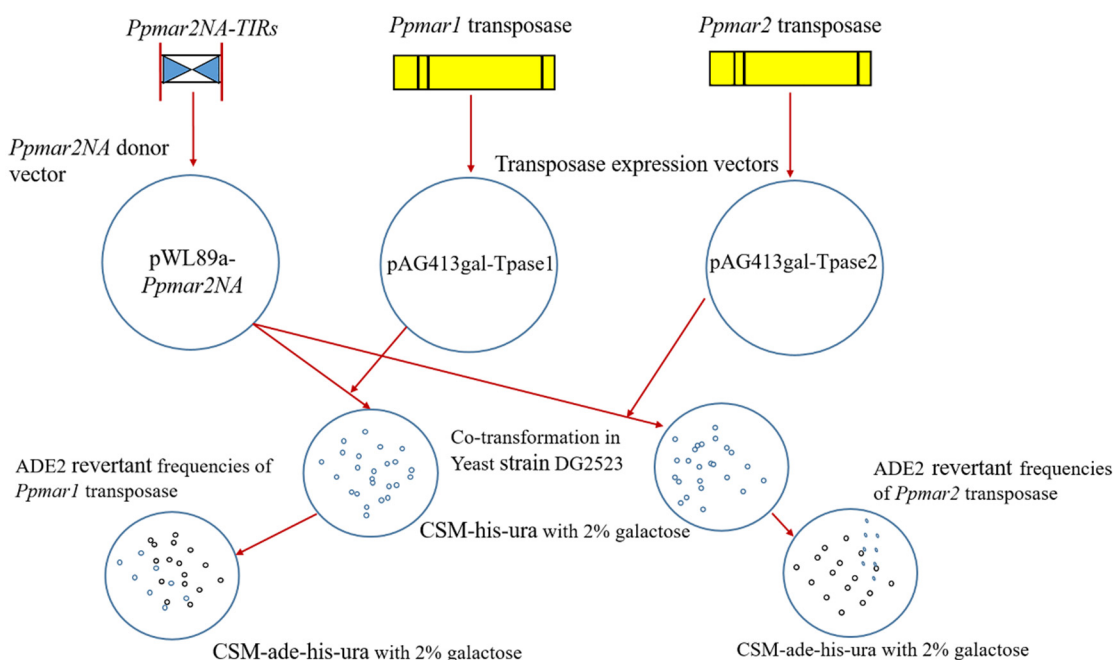 Ppmar2NA-TIRs
Ppmar1 transposase
Ppmar2 transposase
Ppmar2NA donor
vector
Transposase expression vectors
pWL89a-
Ppmar2NA
pAG413gal-Tpase1
pAG413gal-Tpase2
Co-transformation in
Yeast strain DG2523
ADE2 revertant frequencies of
Ppmar1 transposase
ADE2 revertant frequencies
of Ppmar2 transposase
CSM-his-ura with 2% galactose
CSM-ade-his-ura with 2% galactose
CSM-ade-his-ura with 2% galactose